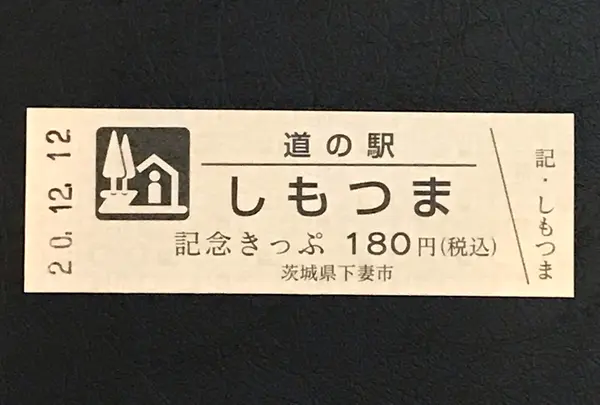 20.12.12
道の駅
しもつま
記念きっぷ 180円(税込)
茨城県下妻市
記・しもつま